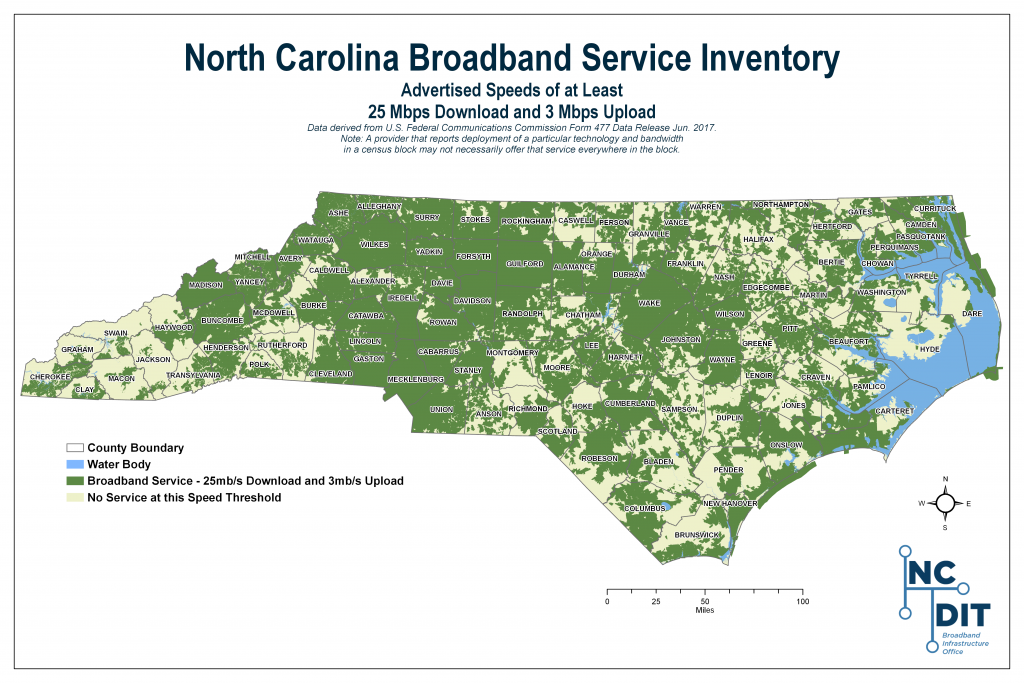 North Carolina Broadband Service Inventory
Advertised Speeds of at Least
25 Mbps Download and 3 Mbps Upload
Data derived from U.S. Federal Communications Commission Form 477 Data Release Jun. 2017.
Note: A provider that reports deployment of a particular technology and bandwidth
in a census block may not necessarily offer that service everywhere in the block.
ALLEGHANY
ASHE
SURRY
STOKES
ROCKINGHAM
CASWELL
PERSON
GRANVILLE
VANCE
WARREN
NORTHAMPTON
GATES
HERTFORD
CURRITUCK
CAMDEN
PASQUOTANK
PERQUIMANS
CHOWAN
WATAUGA
WILKES
YADKIN
FORSYTH
GUILFORD
ALAMANCE
ORANGE
DURHAM
FRANKLIN
HALIFAX
BERTIE
MITCHELL
AVERY
CALDWELL
ALEXANDER
IREDELL
DAVIE
DAVIDSON
RANDOLPH
CHATHAM
WAKE
NASH
EDGECOMBE
MARTIN
WASHINGTON
TYRRELL
DARE
MADISON
YANCEY
MCDOWELL
BURKE
CATAWBA
ROWAN
JOHNSTON
WILSON
PITT
BEAUFORT
HYDE
SWAIN
HAYWOOD
BUNCOMBE
HENDERSON
RUTHERFORD
LINCOLN
GASTON
CABARRUS
STANLY
MONTGOMERY
MOORE
LEE
HARNETT
WAYNE
GREENE
LENOIR
CRAVEN
PAMLICO
GRAHAM
JACKSON
POLK
CLEVELAND
MECKLENBURG
CHEROKEE
CLAY
MACON
TRANSYLVANIA
UNION
ANSON
RICHMOND
HOKE
CUMBERLAND
SAMPSON
DUPLIN
JONES
CARTERET
SCOTLAND
ROBESON
BLADEN
PENDER
ONSLOW
COLUMBUS
NEW HANOVER
BRUNSWICK
County Boundary
Water Body
Broadband Service - 25mb/s Download and 3mb/s Upload
No Service at this Speed Threshold
N
W
E
S
0 25 50 100
Miles
NC
DIT
Broadband
Infrastructure
Office